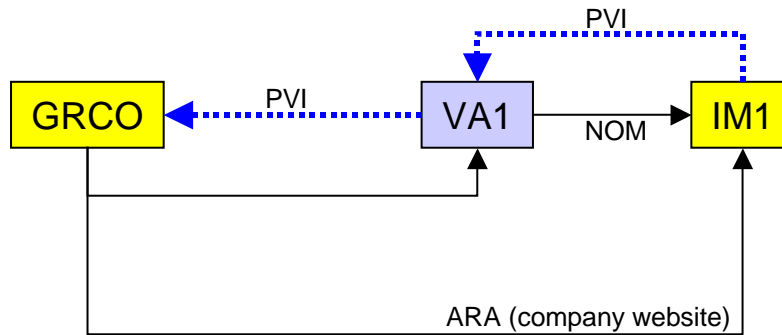 PVI
PVI
GRCO
VA1
IM1
NOM
ARA (company website)